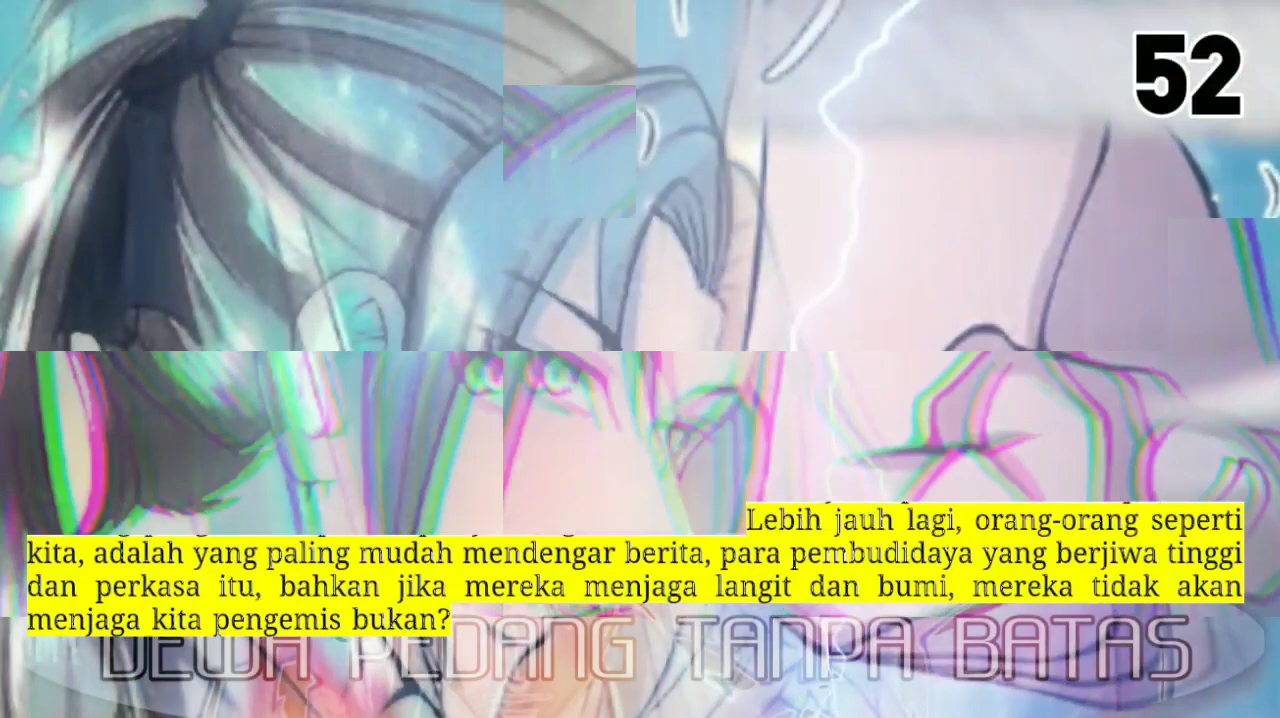 52
Lebih jauh lagi, orang-orang seperti
kita, adalah yang paling mudah mendengar berita, para pembudidaya yang berjiwa tinggi
dan perkasa itu, bahkan jika mereka menjaga langit dan bumi, mereka tidak akan
menjaga kita pengemis bukan?
DEWA PEDANG TANPA BATAS